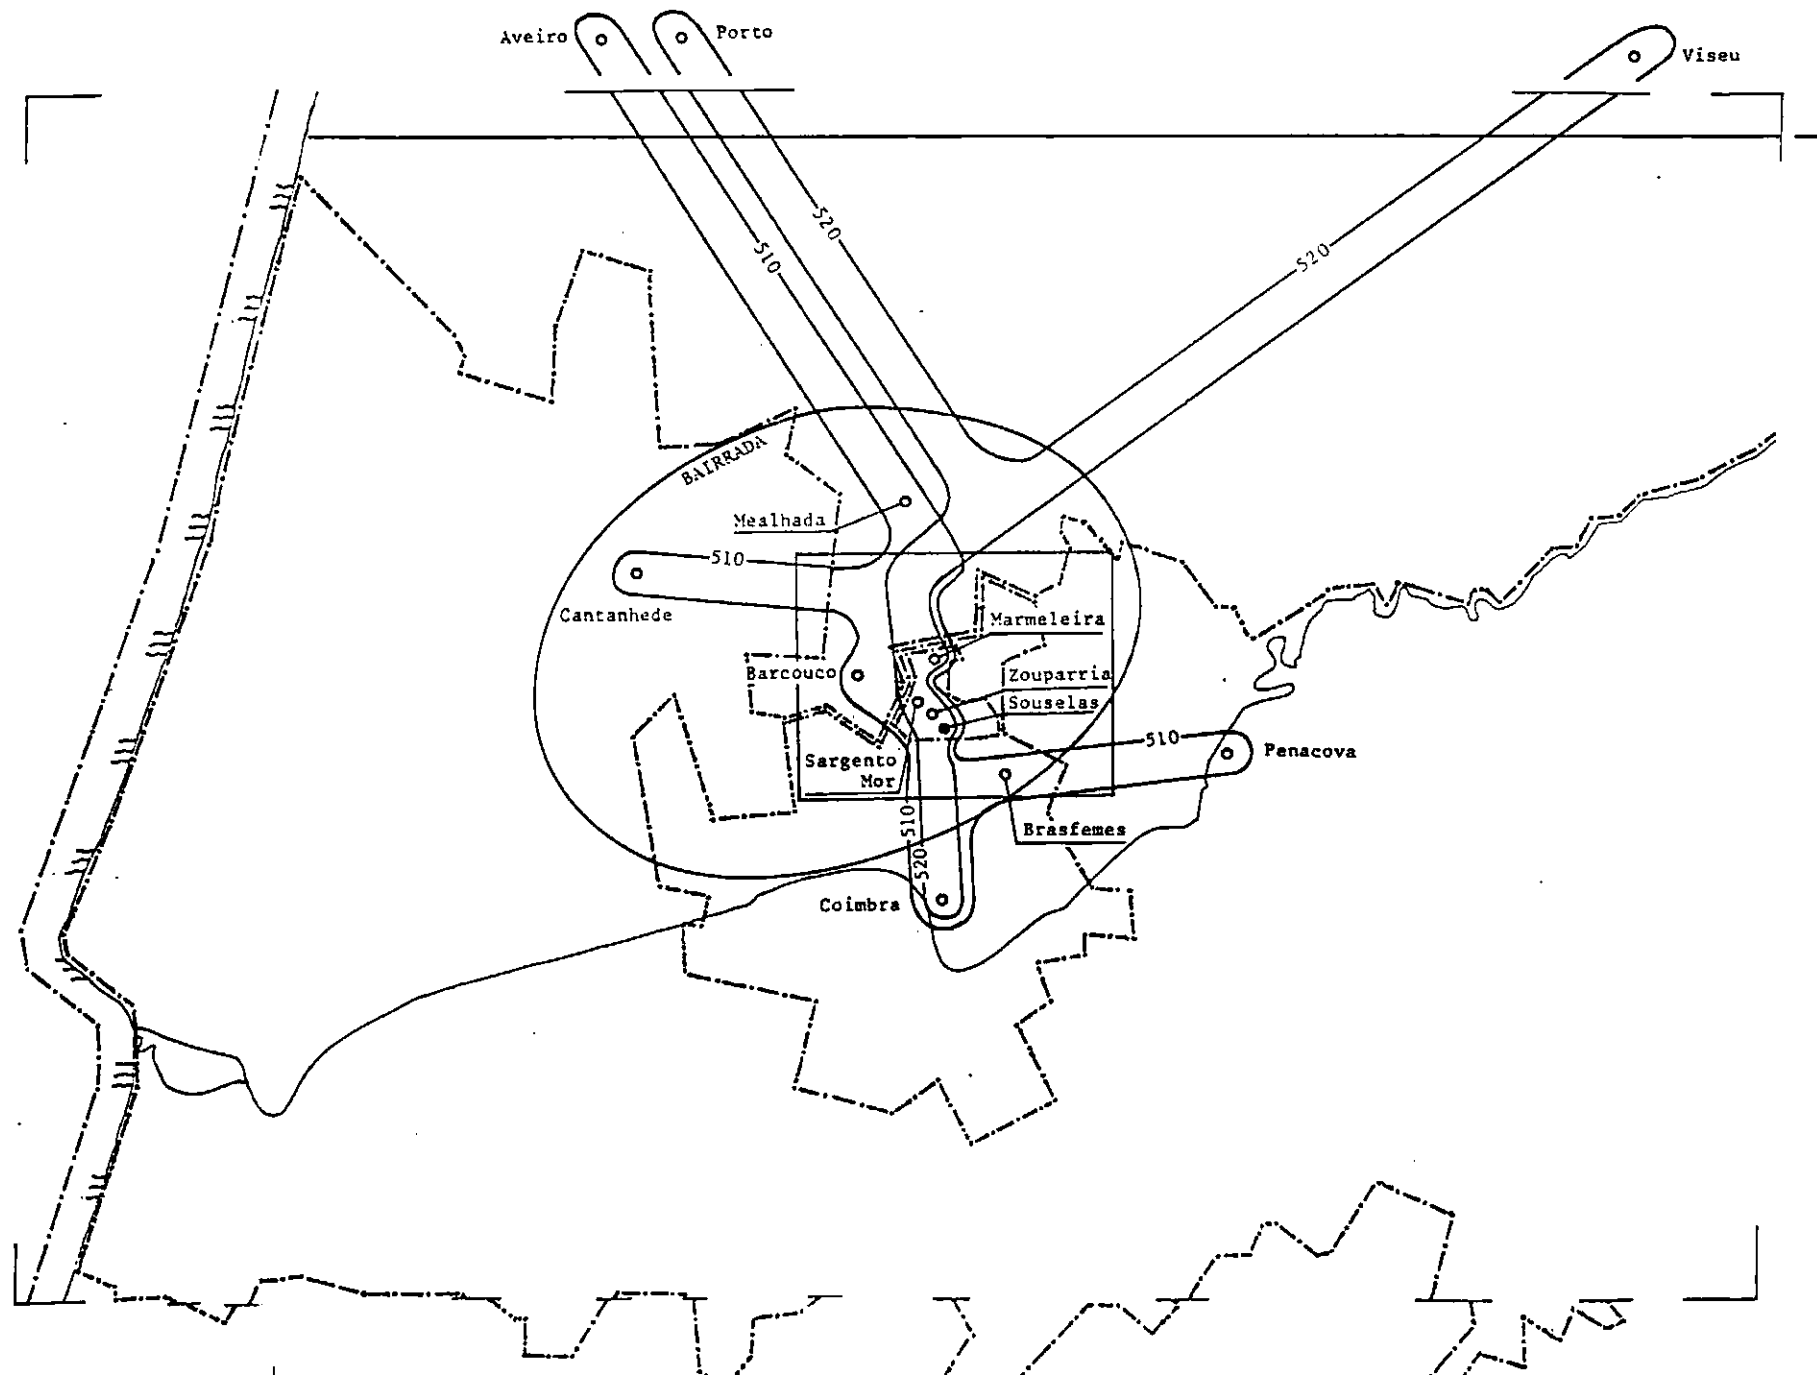 Aveiro
Porto
Viseu
520
510
520
BAIRRADA
Mealhada
510
Cantanhede
Marmeleira
Barcouco
Zouparria
Souselas
510
Penacova
Sargento
Mor
510
Brasfemes
520
Coimbra